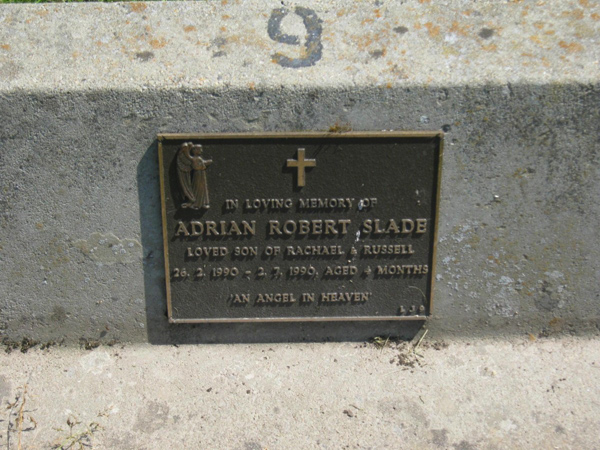 9
IN LOVING MEMORY OF
ADRIAN ROBERT SLADE
LOVED SON OF RACHAEL & RUSSELL
26. 2. 1990 - 2. 7. 1990. AGED 4 MONTHS
'AN ANGEL IN HEAVEN'